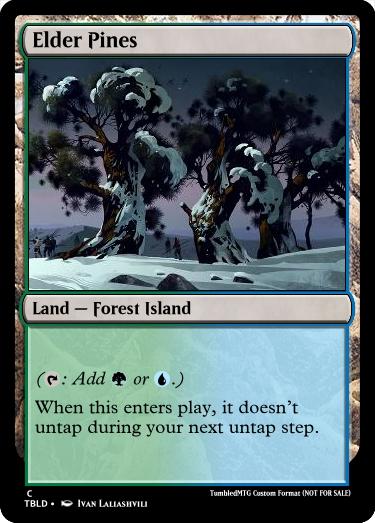 Elder Pines
Land — Forest Island
(: Add or .)
When this enters play, it doesn't
untap during your next untap step.
C
TBLD • Ivan Laliashvili
TumbledMTG Custom Format (NOT FOR SALE)